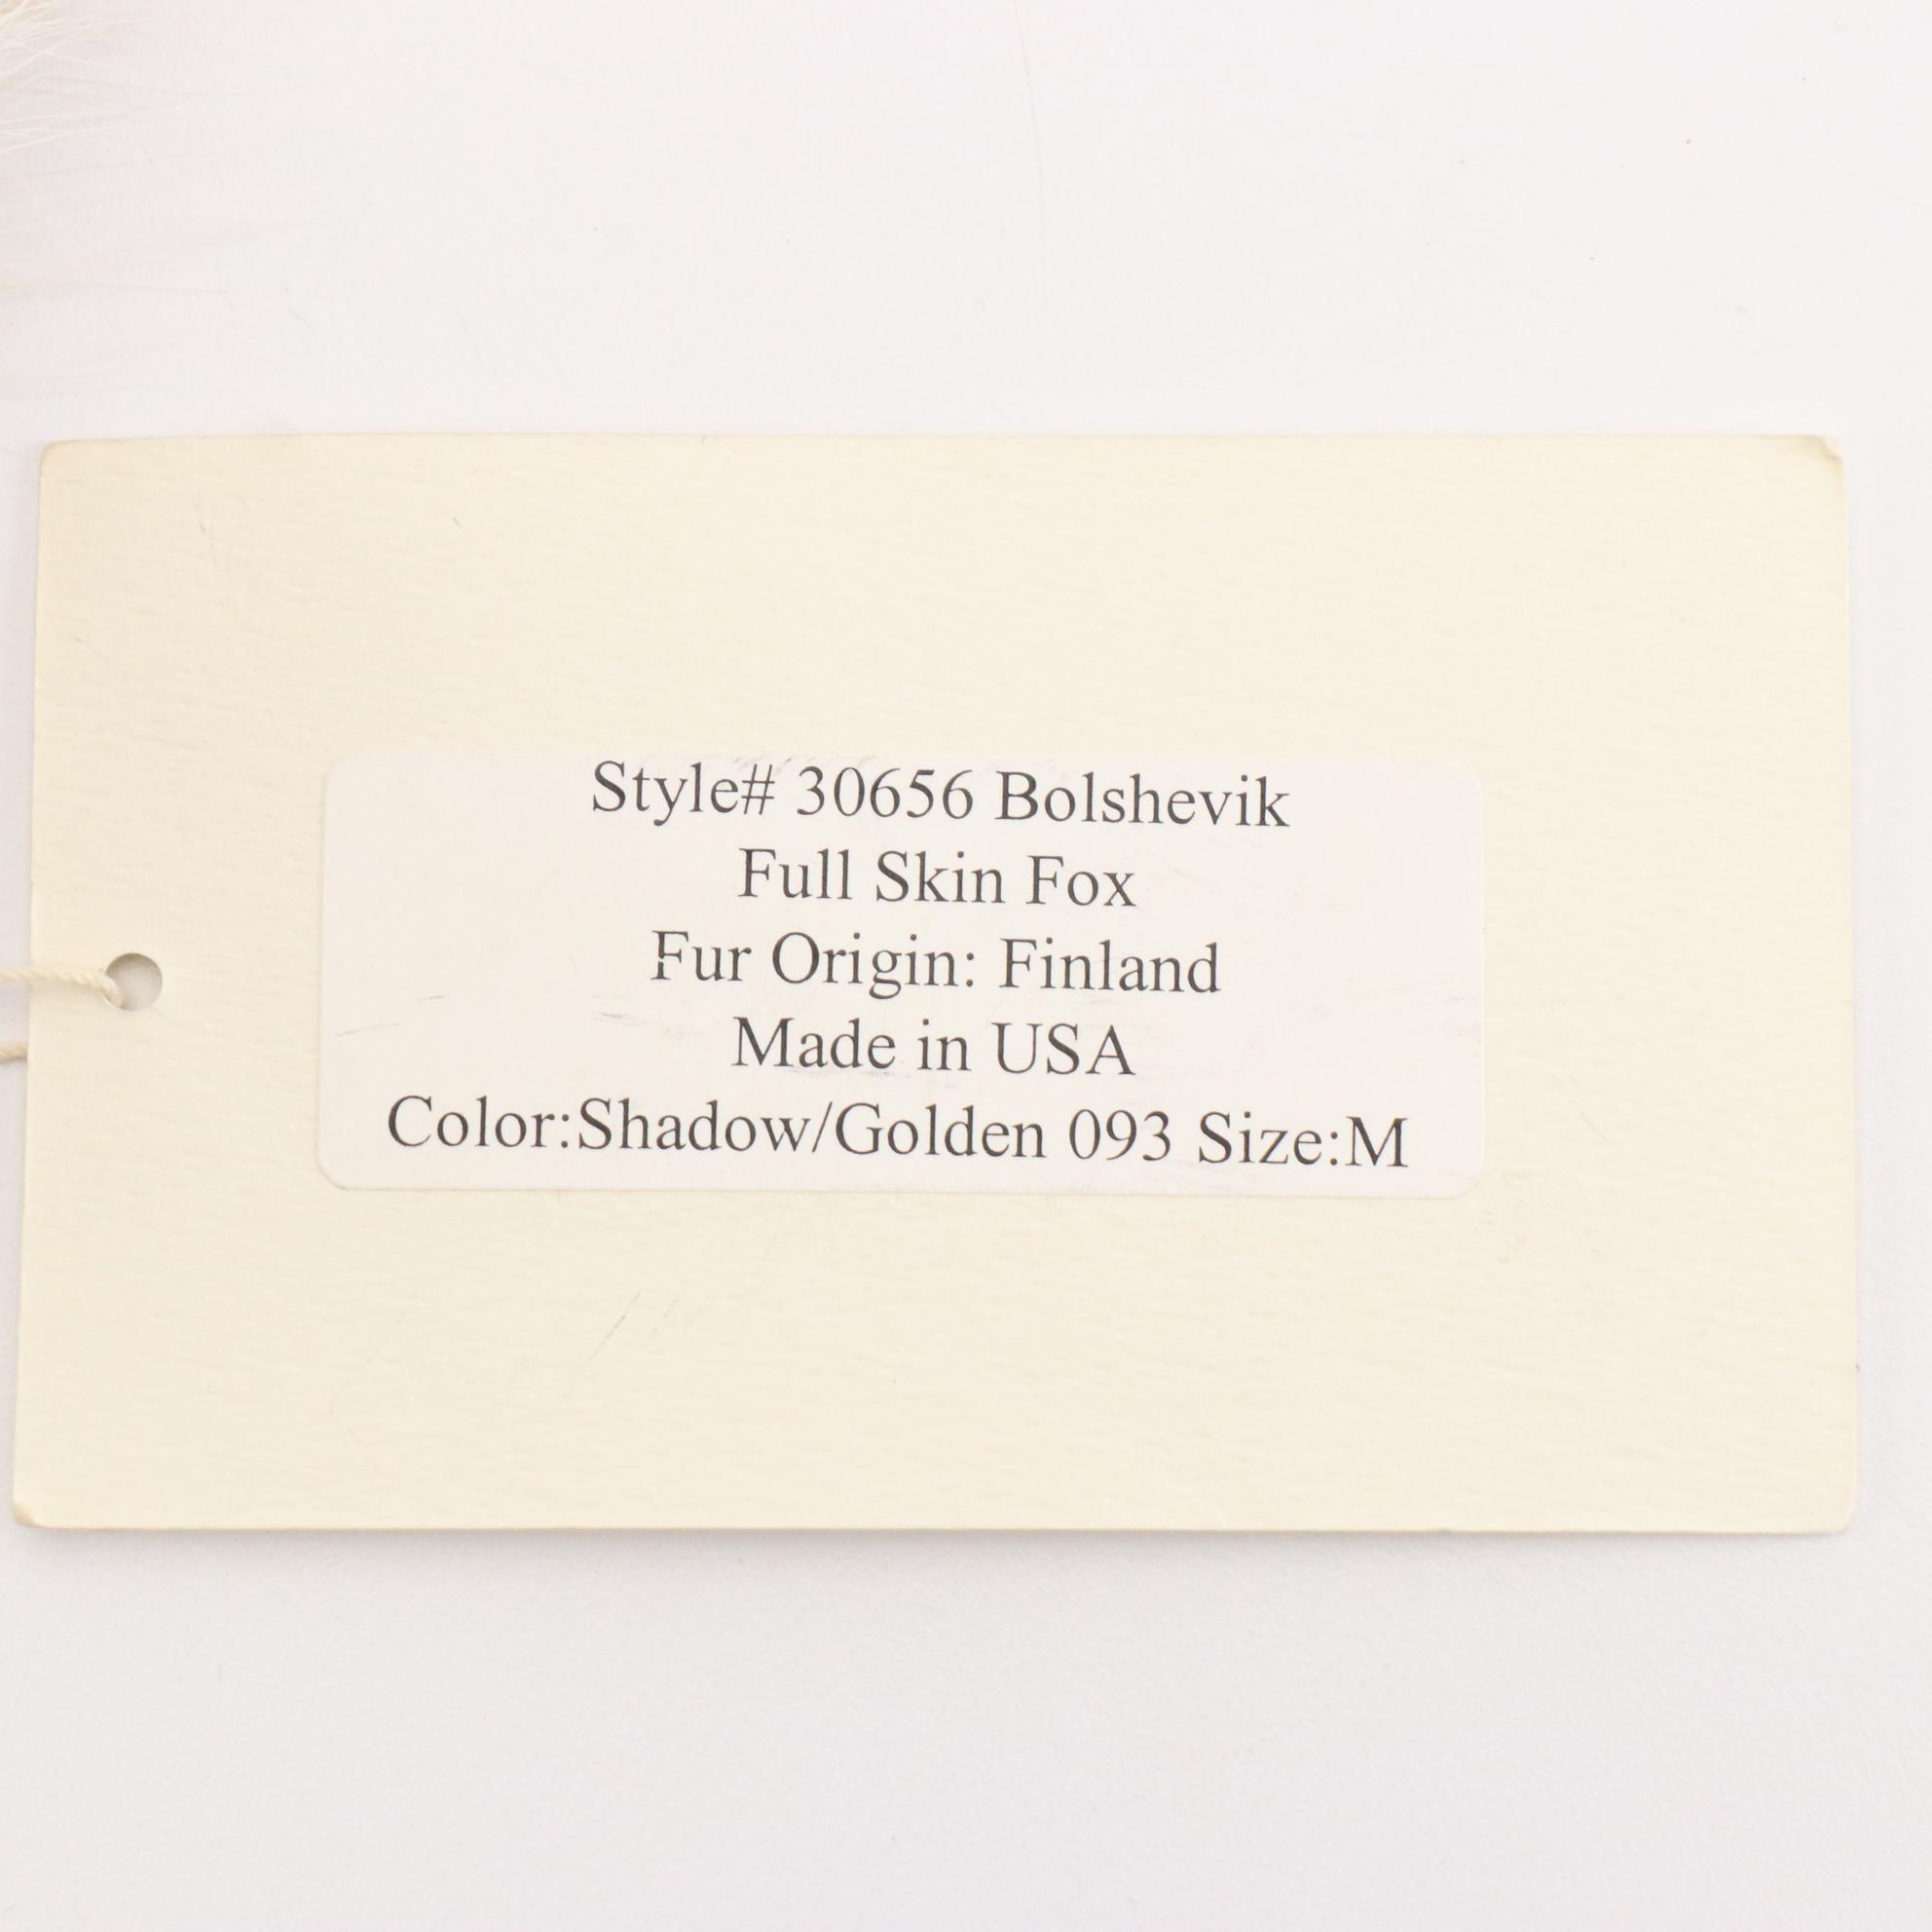 Style# 30656 Bolshevik
Full Skin Fox
Fur Origin: Finland
Made in USA
Color:Shadow/Golden 093 Size:M